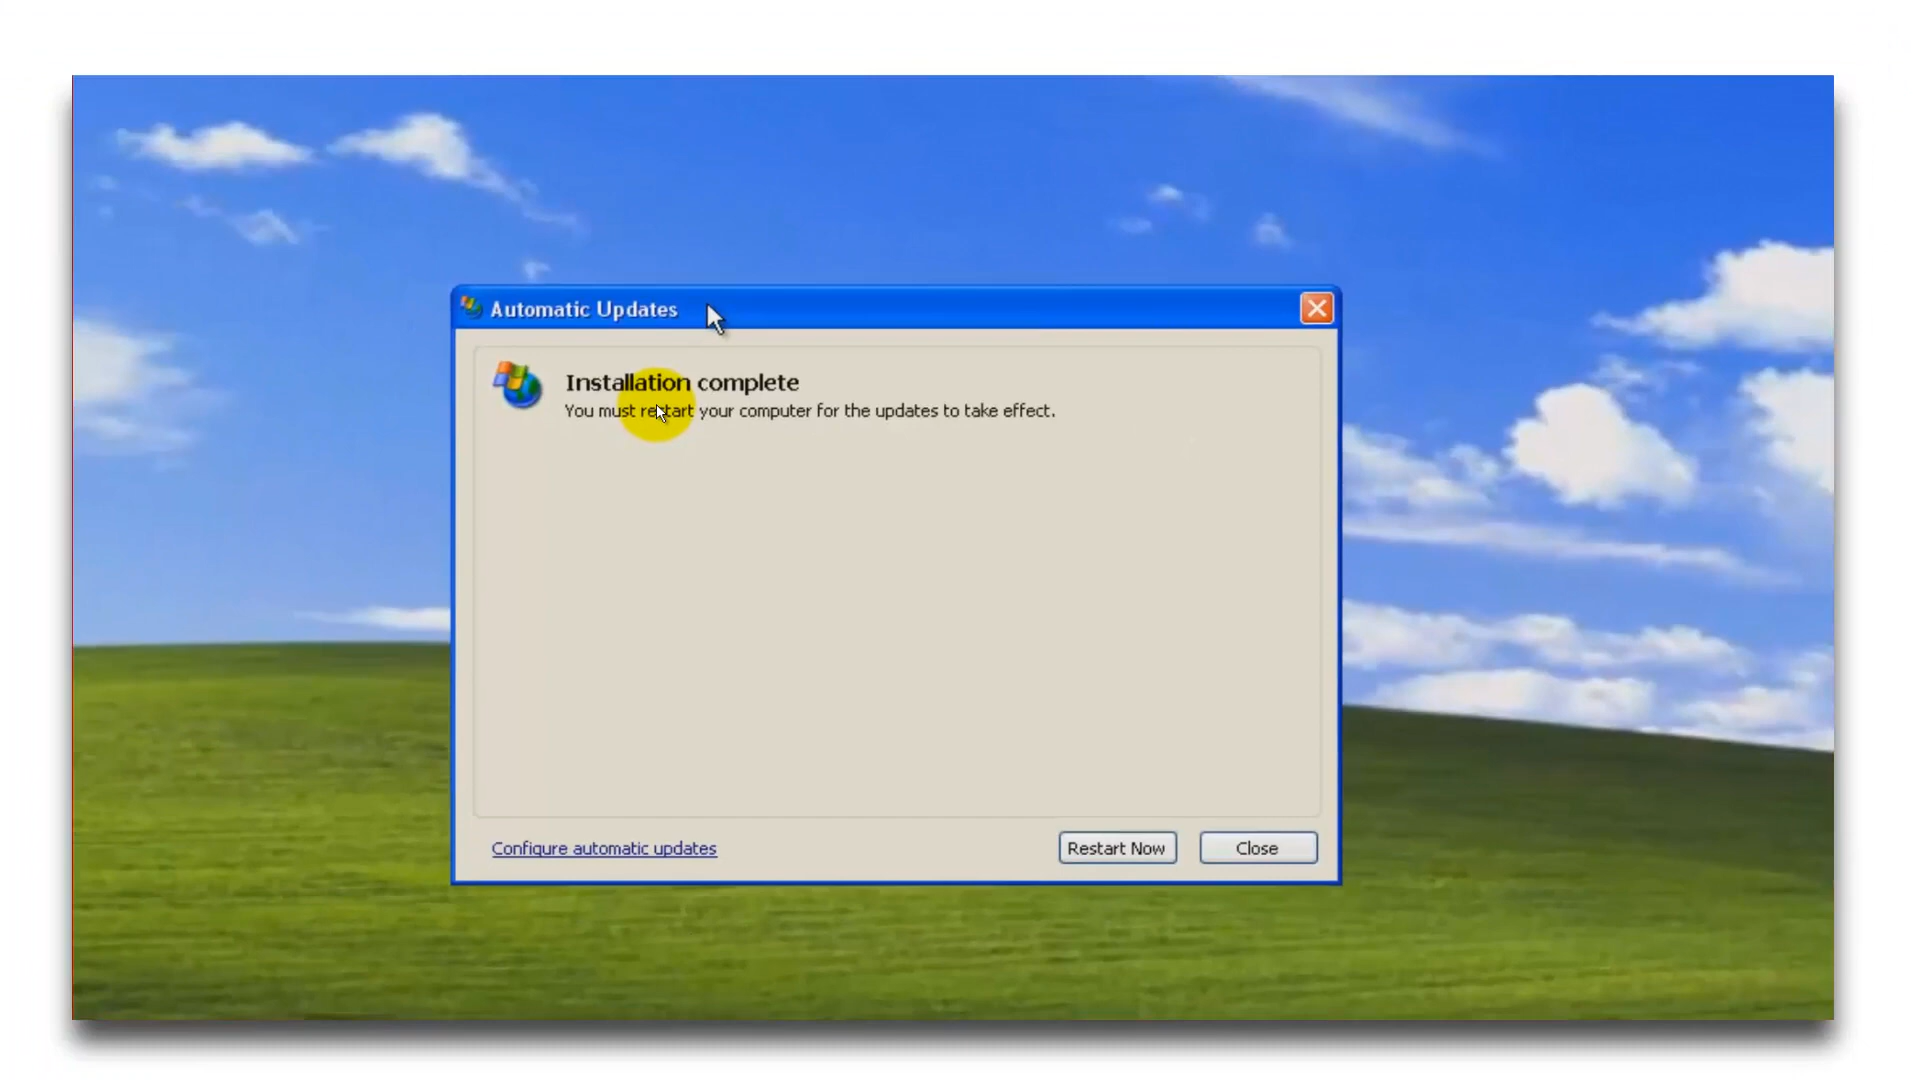 Automatic Updates
Installation complete
You must restart your computer for the updates to take effect.
Configure automatic updates
Restart Now
Close